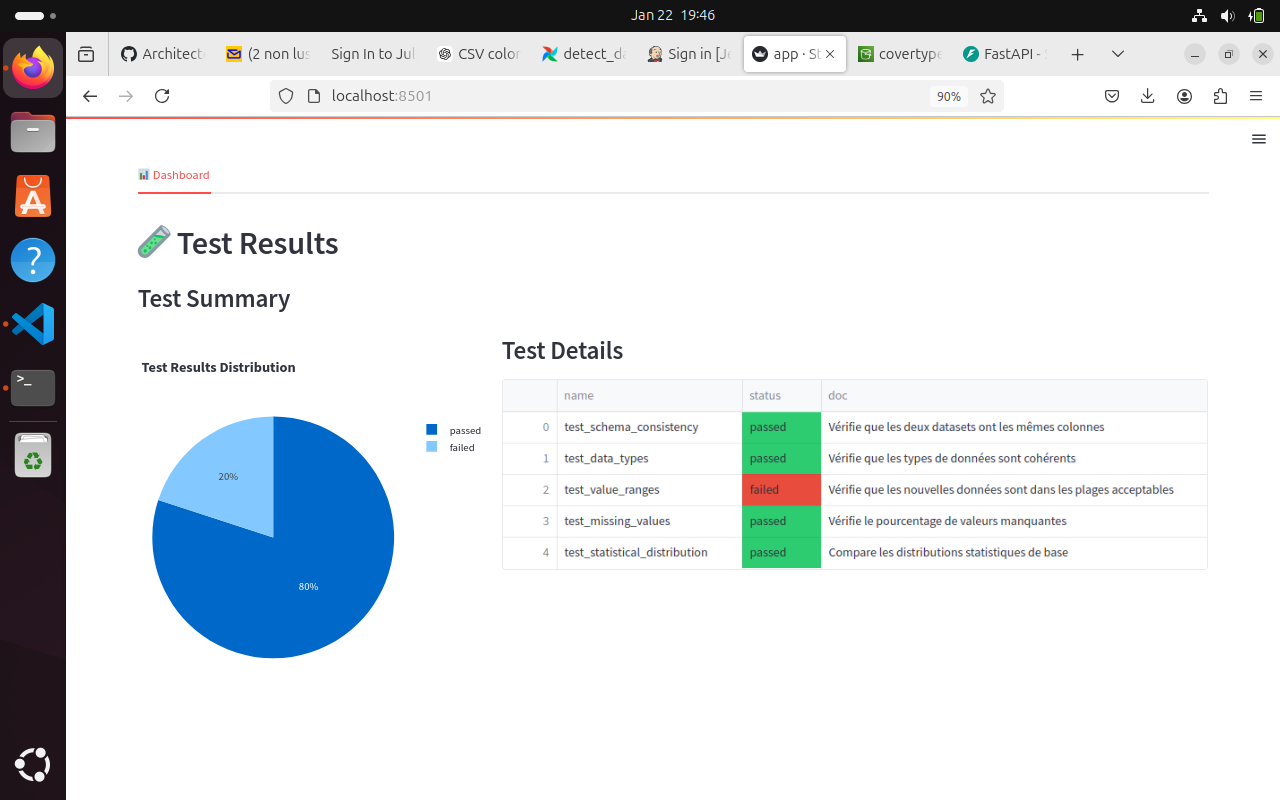 Jan 22 19:46
Architect
(2 non lus
Sign In to Jul
CSV color
detect_da
Sign in [Je
app · St
covertype
FastAPI -
localhost:8501
90%
Dashboard
Test Results
Test Summary
Test Results Distribution
passed
failed
20%
80%
Test Details
name status doc
0 test_schema_consistency passed Vérifie que les deux datasets ont les mêmes colonnes
1 test_data_types passed Vérifie que les types de données sont cohérents
2 test_value_ranges failed Vérifie que les nouvelles données sont dans les plages acceptables
3 test_missing_values passed Vérifie le pourcentage de valeurs manquantes
4 test_statistical_distribution passed Compare les distributions statistiques de base